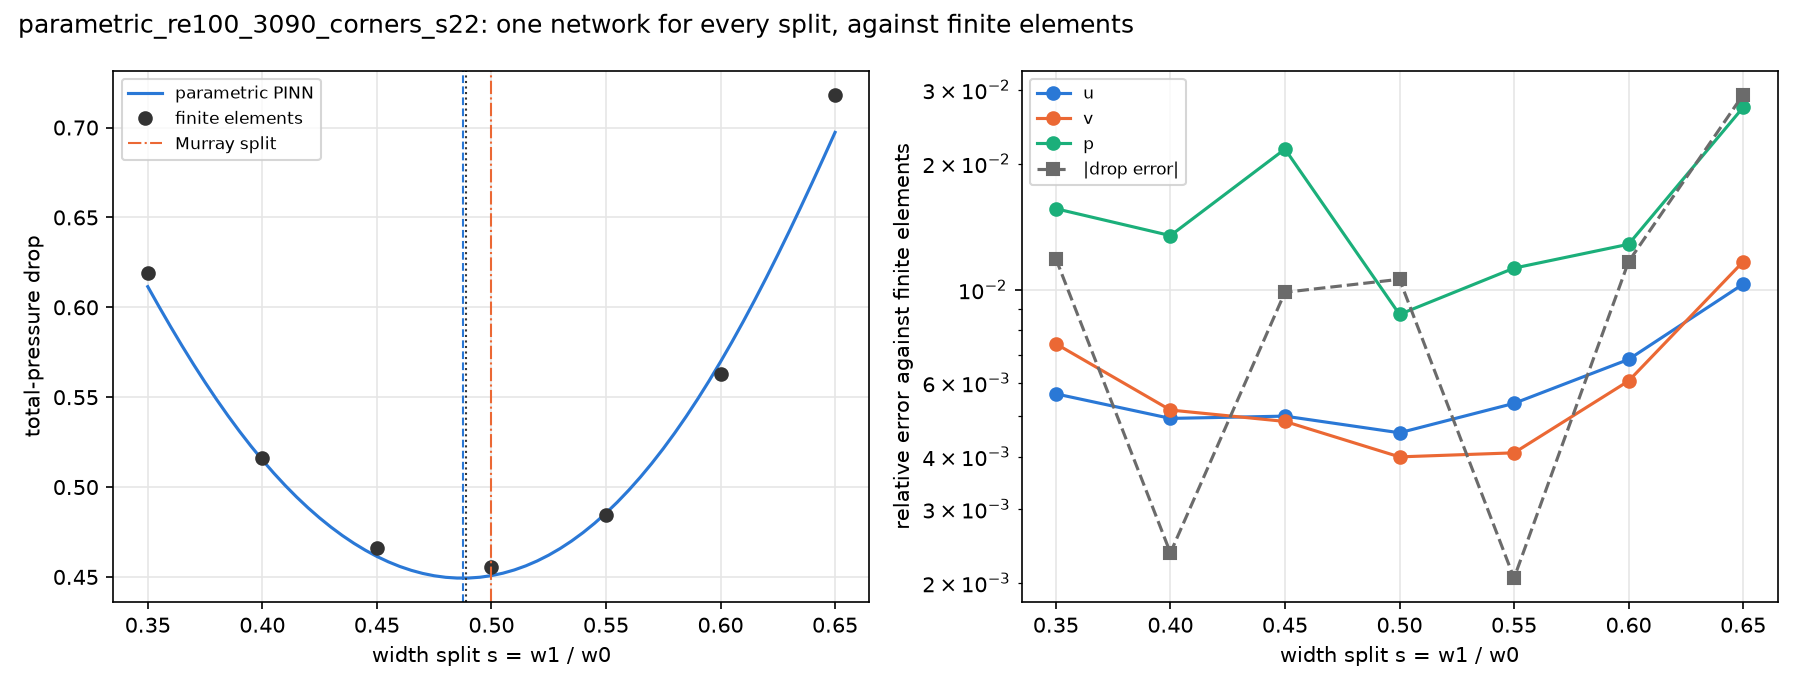 parametric_re100_3090_corners_s22: one network for every split, against finite elements
parametric PINN
finite elements
Murray split
total-pressure drop
0.70
0.65
0.60
0.55
0.50
0.45
0.35 0.40 0.45 0.50 0.55 0.60 0.65
width split s = w1 / w0
u
v
p
|drop error|
relative error against finite elements
3 × 10⁻²
2 × 10⁻²
10⁻²
6 × 10⁻³
4 × 10⁻³
3 × 10⁻³
2 × 10⁻³
0.35 0.40 0.45 0.50 0.55 0.60 0.65
width split s = w1 / w0